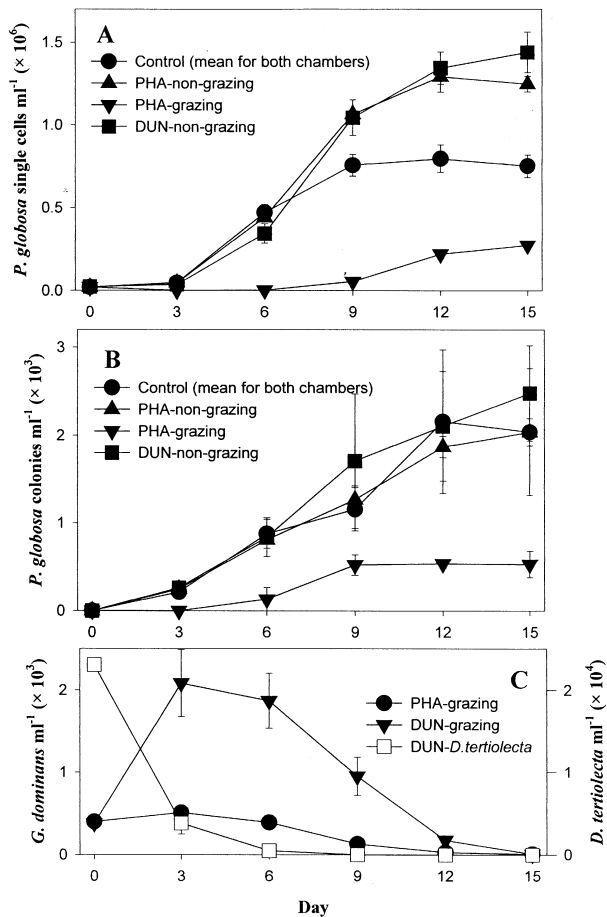 A
Control (mean for both chambers)
PHA-non-grazing
PHA-grazing
DUN-non-grazing
P. globosa single cells ml⁻¹ (× 10⁶)
1.5
1.0
0.5
0.0
0 3 6 9 12 15
B
Control (mean for both chambers)
PHA-non-grazing
PHA-grazing
DUN-non-grazing
P. globosa colonies ml⁻¹ (× 10³)
3
2
1
0
0 3 6 9 12 15
C
PHA-grazing
DUN-grazing
DUN-D.tertiolecta
G. dominans ml⁻¹ (× 10³)
2
1
0
D. tertiolecta ml⁻¹ (× 10⁴)
2
1
0
0 3 6 9 12 15
Day